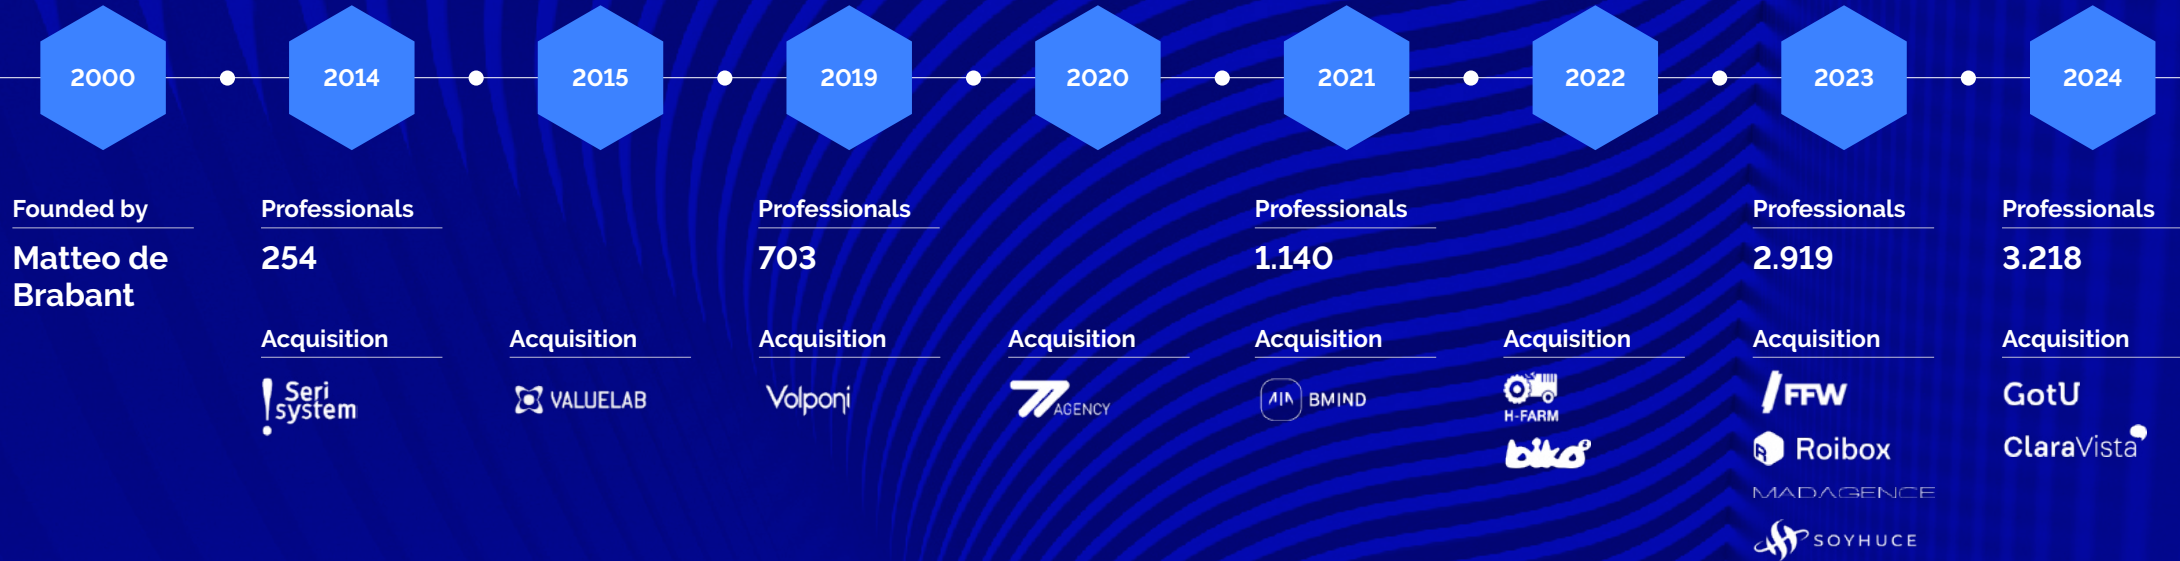 2000
2014
2015
2019
2020
2021
2022
2023
2024
Founded by
Matteo de
Brabant
Professionals
254
Acquisition
Seri
system
Acquisition
VALUELAB
Professionals
703
Acquisition
Volponi
Acquisition
77 AGENCY
Professionals
1.140
Acquisition
BMIND
Acquisition
H-FARM
biko
Professionals
2.919
Acquisition
FFW
Roibox
MADAGENCE
SOYHUCE
Professionals
3.218
Acquisition
GotU
ClaraVista